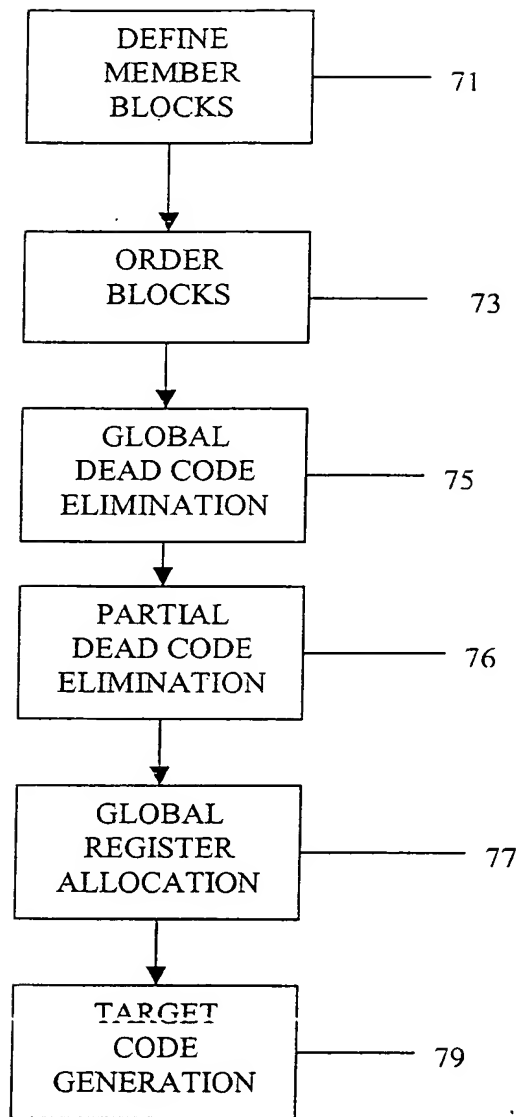 DEFINE
MEMBER
BLOCKS
71
ORDER
BLOCKS
73
GLOBAL
DEAD CODE
ELIMINATION
75
PARTIAL
DEAD CODE
ELIMINATION
76
GLOBAL
REGISTER
ALLOCATION
77
TARGET
CODE
GENERATION
79